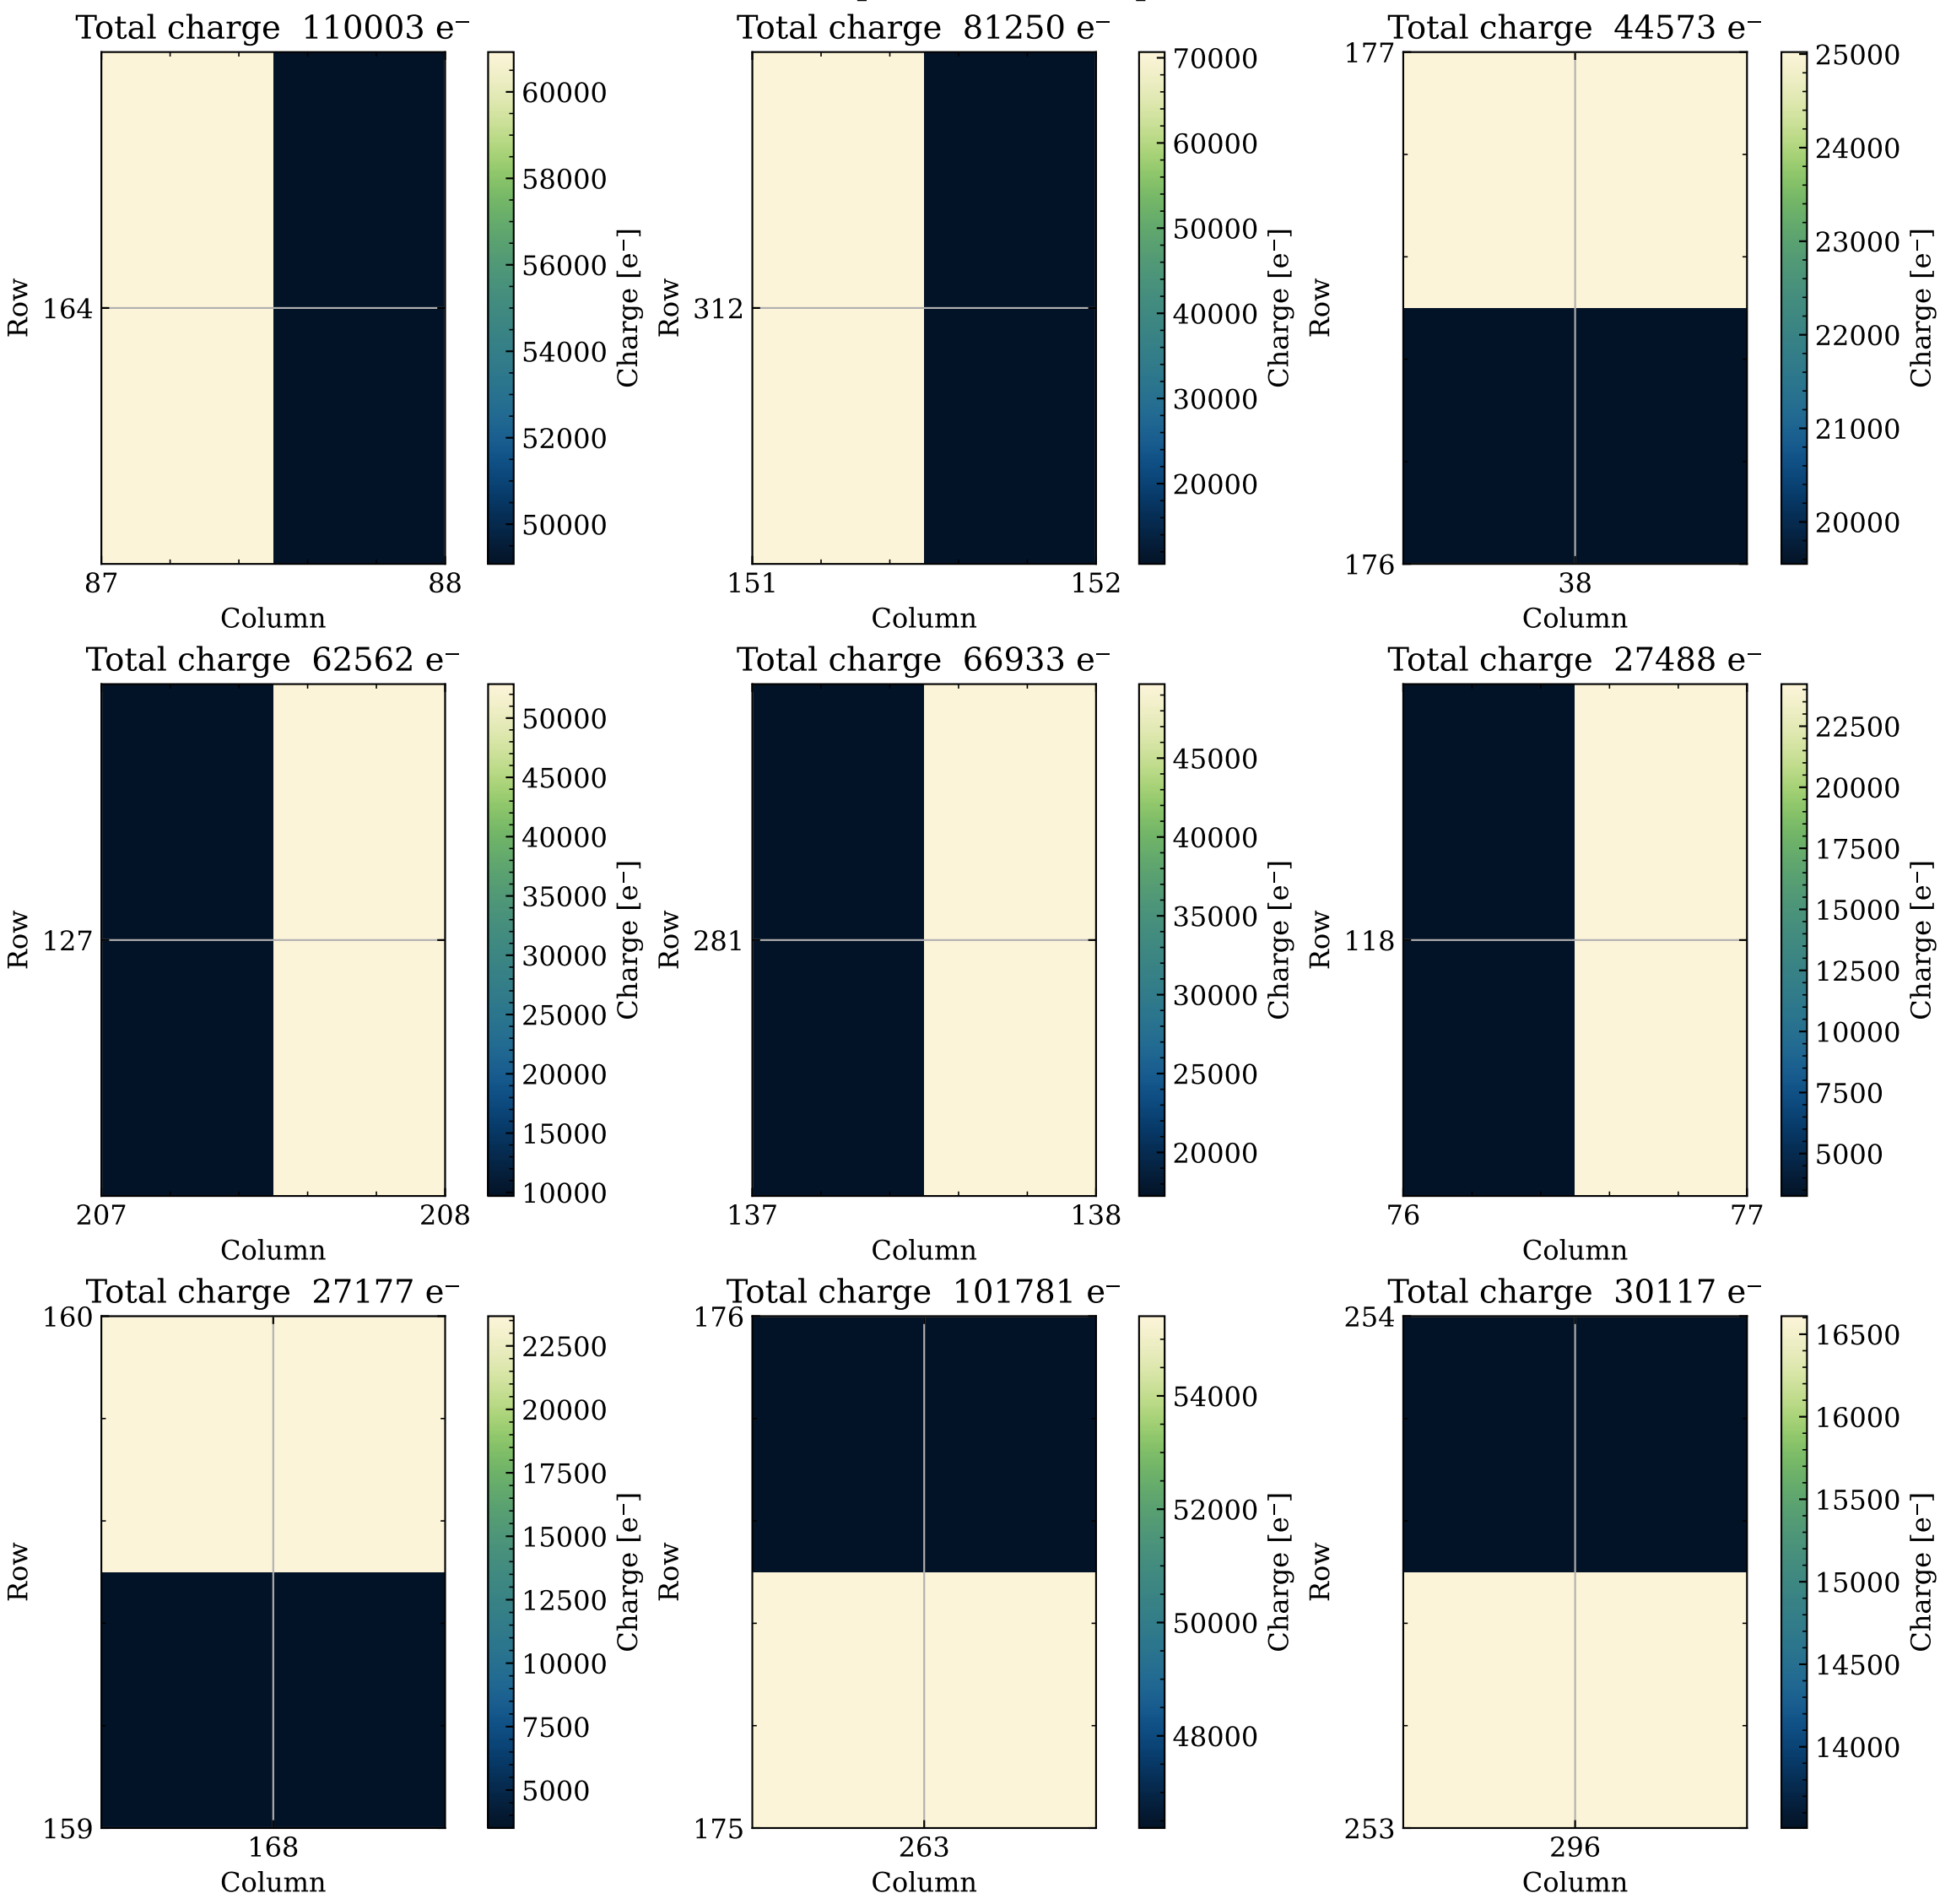 Total charge  110003 e⁻
60000
58000
56000
54000
52000
50000
Charge [e⁻]
Row
164
87
88
Column
Total charge  81250 e⁻
70000
60000
50000
40000
30000
20000
Charge [e⁻]
Row
312
151
152
Column
Total charge  44573 e⁻
177
176
25000
24000
23000
22000
21000
20000
Charge [e⁻]
Row
38
Column
Total charge  62562 e⁻
50000
45000
40000
35000
30000
25000
20000
15000
10000
Charge [e⁻]
Row
127
207
208
Column
Total charge  66933 e⁻
45000
40000
35000
30000
25000
20000
Charge [e⁻]
Row
281
137
138
Column
Total charge  27488 e⁻
22500
20000
17500
15000
12500
10000
7500
5000
Charge [e⁻]
Row
118
76
77
Column
Total charge  27177 e⁻
160
159
22500
20000
17500
15000
12500
10000
7500
5000
Charge [e⁻]
Row
168
Column
Total charge  101781 e⁻
176
175
54000
52000
50000
48000
Charge [e⁻]
Row
263
Column
Total charge  30117 e⁻
254
253
16500
16000
15500
15000
14500
14000
Charge [e⁻]
Row
296
Column